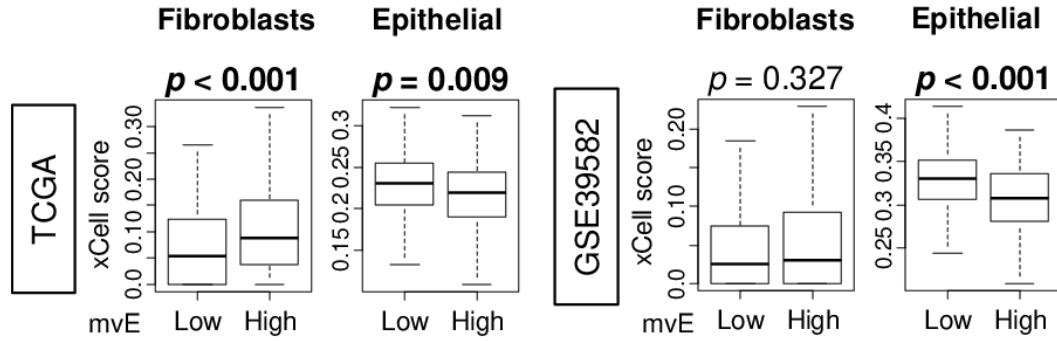 Fibroblasts Epithelial Fibroblasts Epithelial
p < 0.001 p = 0.009 p = 0.327 p < 0.001
TCGA
xCell score
0.30
0.20
0.10
0.0
0.3
0.25
0.2
0.15
GSE39582
xCell score
0.20
0.10
0.0
0.4
0.35
0.3
0.25
mvE Low High Low High mvE Low High Low High